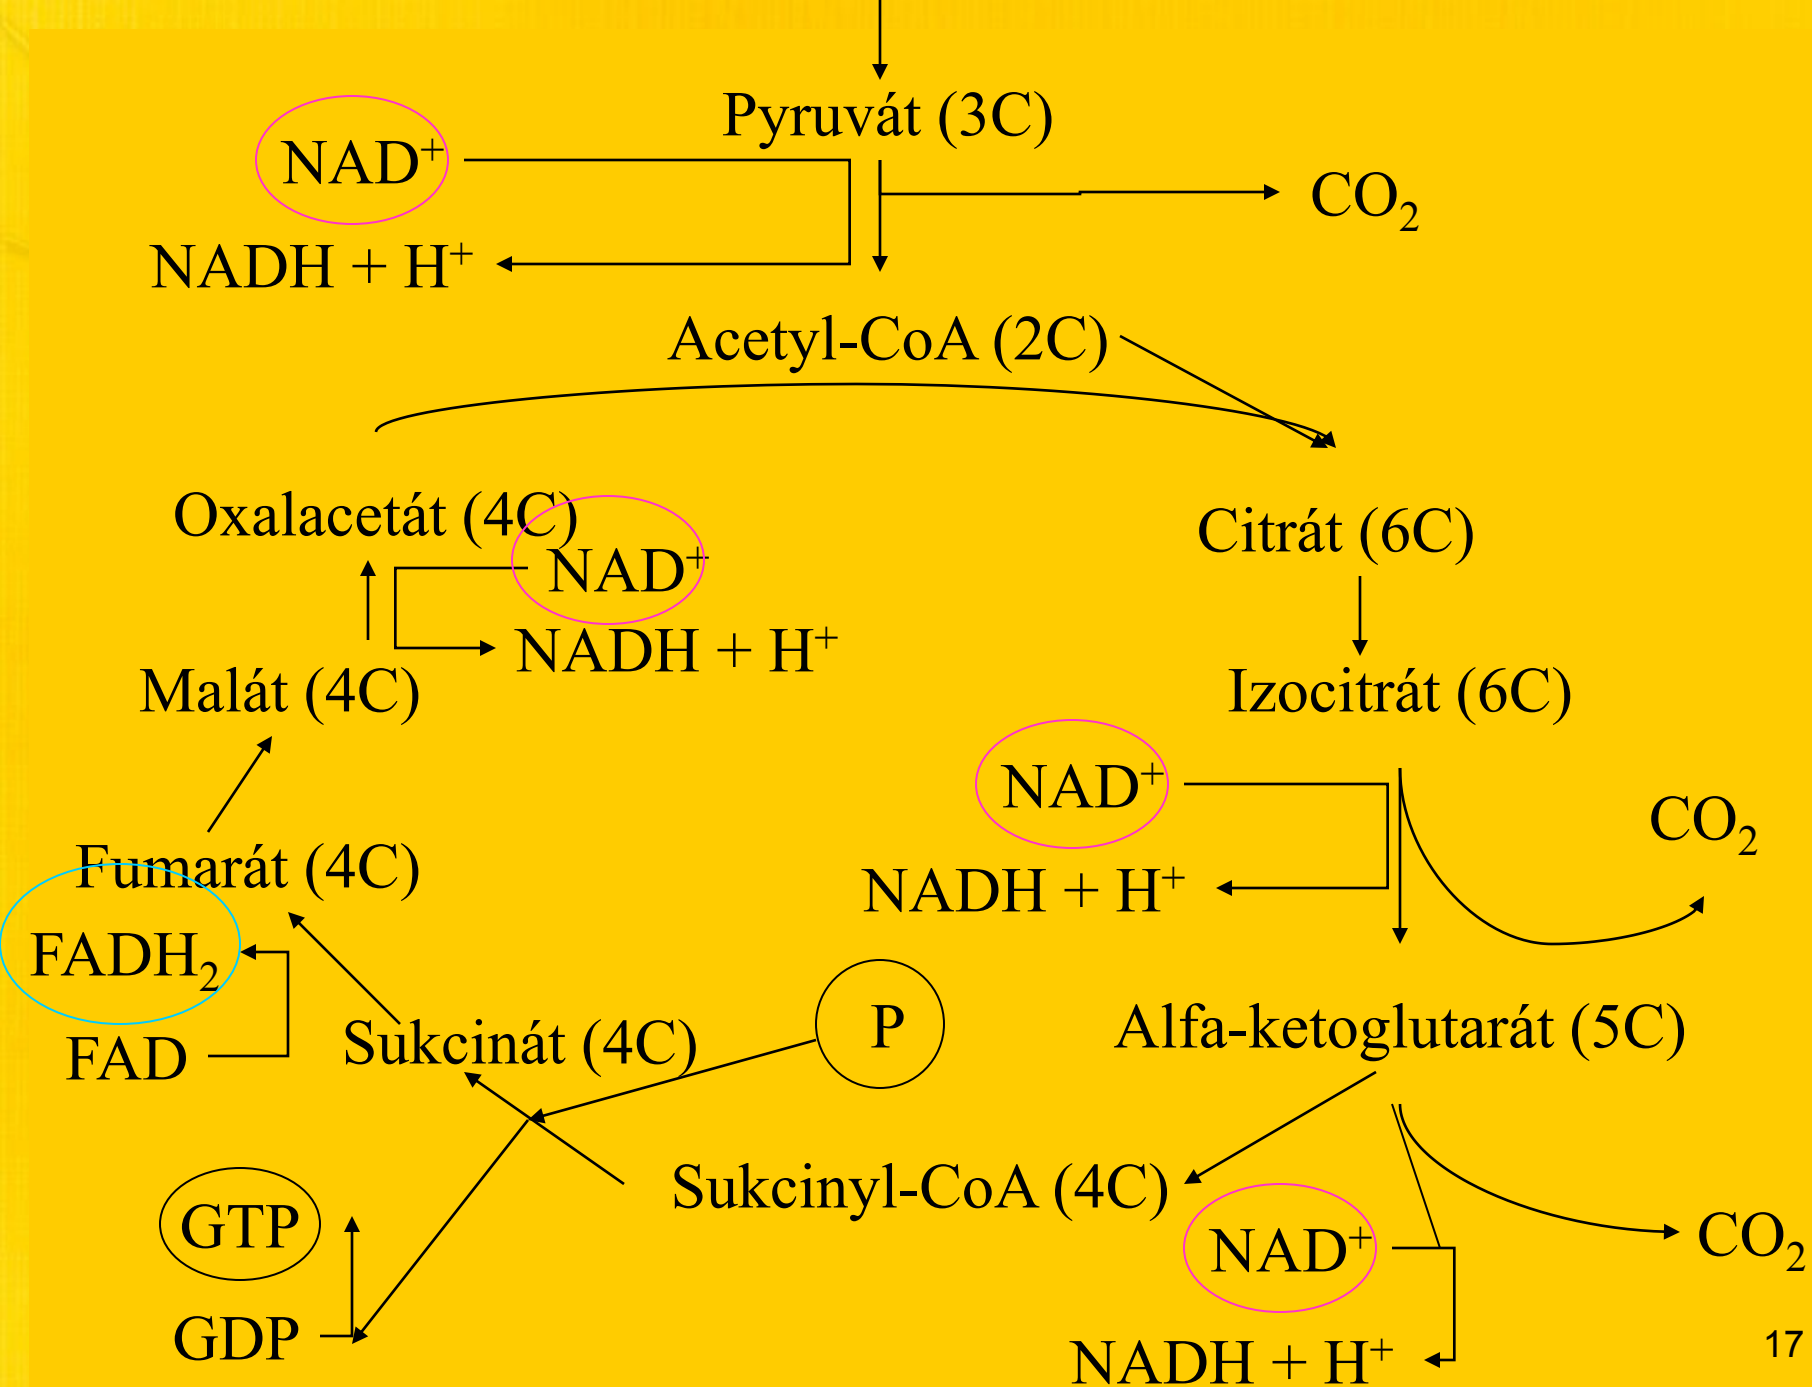 Pyruvát (3C)
NAD⁺
CO₂
NADH + H⁺
Acetyl-CoA (2C)
Oxalacetát (4C)
Citrát (6C)
NAD⁺
NADH + H⁺
Malát (4C)
Izocitrát (6C)
NAD⁺
CO₂
Fumarát (4C)
NADH + H⁺
FADH₂
P
Alfa-ketoglutarát (5C)
FAD
Sukcinát (4C)
Sukcinyl-CoA (4C)
GTP
NAD⁺
CO₂
GDP
NADH + H⁺
17